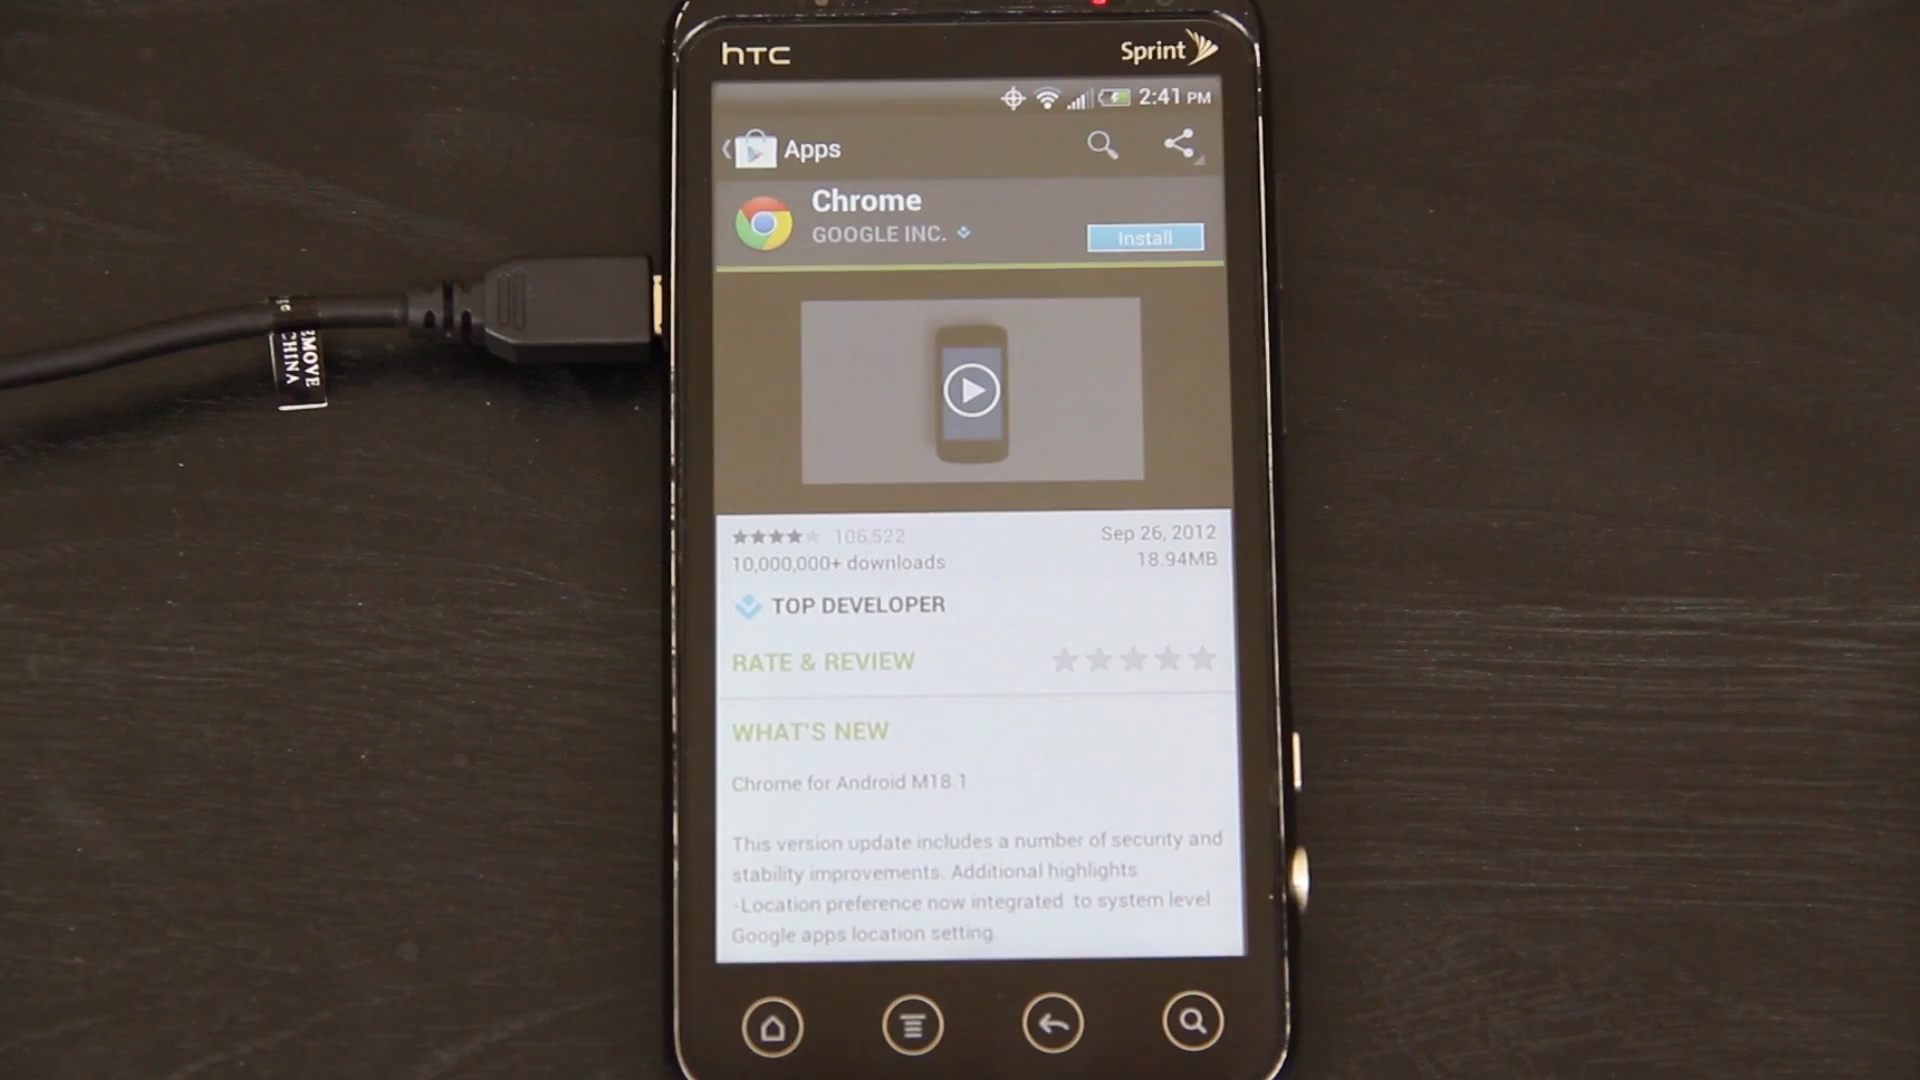 hTC
Sprint
2:41 PM
Apps
Chrome
GOOGLE INC.
Install
106,522
Sep 26, 2012
10,000,000+ downloads
18.94MB
TOP DEVELOPER
RATE & REVIEW
WHAT'S NEW
Chrome for Android M18.1
This version update includes a number of security and
stability improvements. Additional highlights
-Location preference now integrated to system level
Google apps location setting.
EMOVE
CHINA